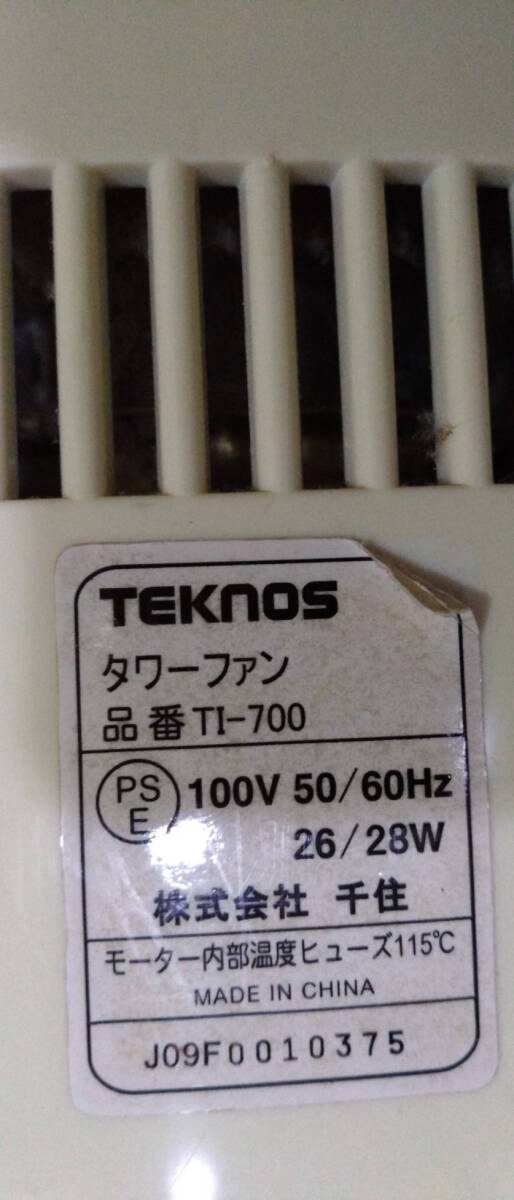 TEKNOS
タワーファン
品番 TI-700
PS
E
100V 50/60Hz
26/28W
株式会社 千住
モーター内部温度ヒューズ115℃
MADE IN CHINA
J09F0010375